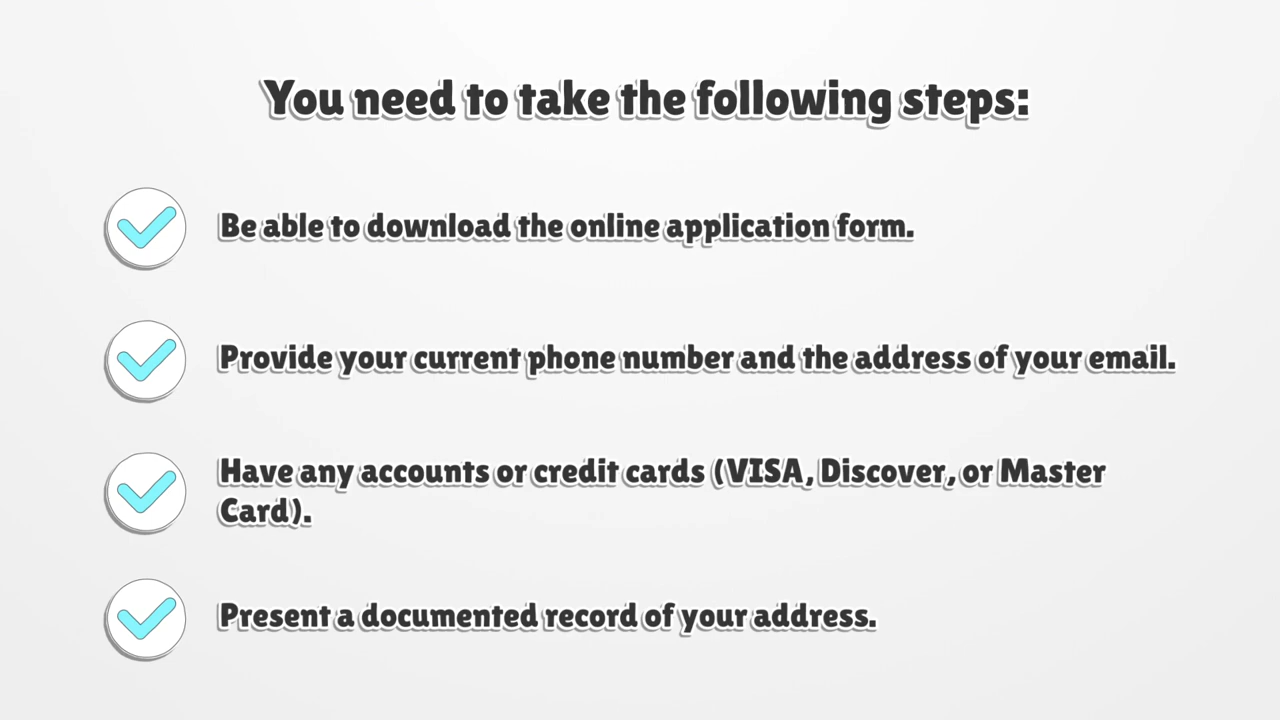 You need to take the following steps:
Be able to download the online application form.
Provide your current phone number and the address of your email.
Have any accounts or credit cards (VISA, Discover, or Master
Card).
Present a documented record of your address.